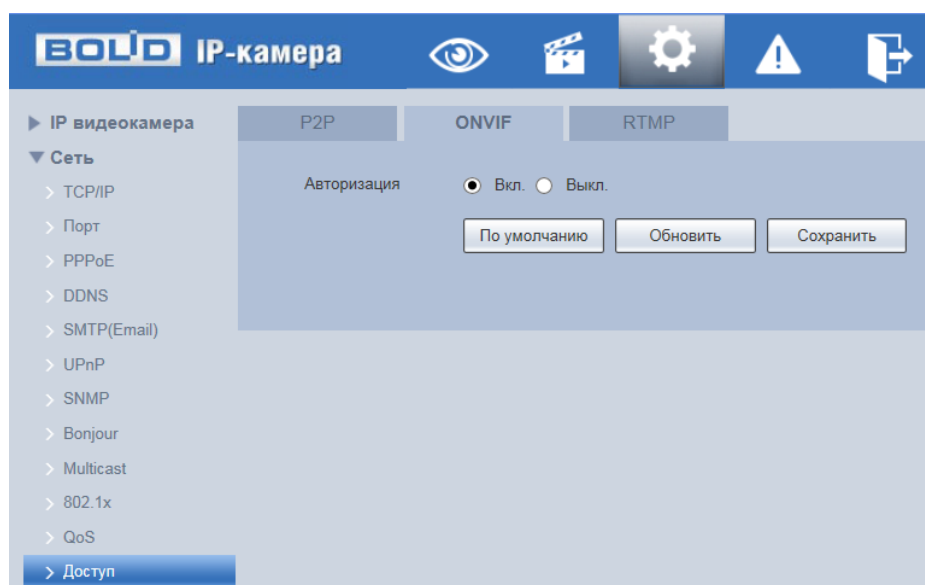 BOLID IP-камера
IP видеокамера
Сеть
TCP/IP
Порт
PPPoE
DDNS
SMTP(Email)
UPnP
SNMP
Bonjour
Multicast
802.1x
QoS
Доступ
P2P ONVIF RTMP
Авторизация Вкл. Выкл.
По умолчанию Обновить Сохранить